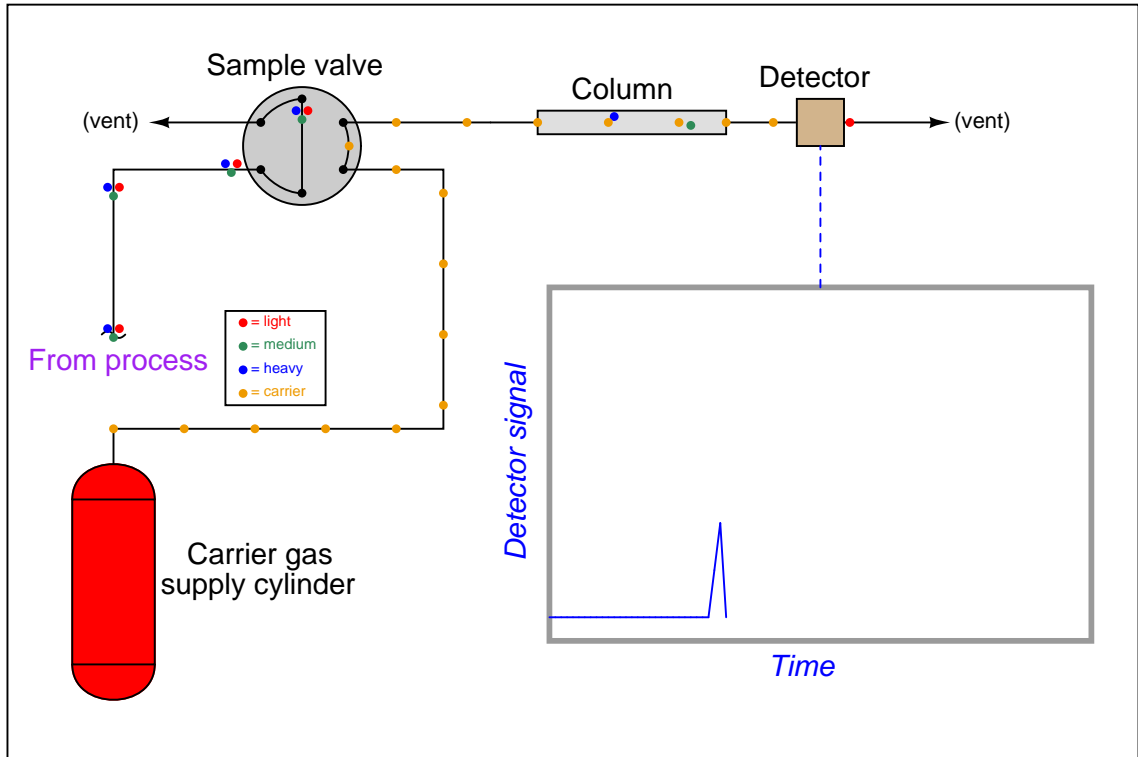 Sample valve
Column
Detector
(vent)
(vent)
= light
= medium
= heavy
= carrier
From process
Detector signal
Carrier gas
supply cylinder
Time